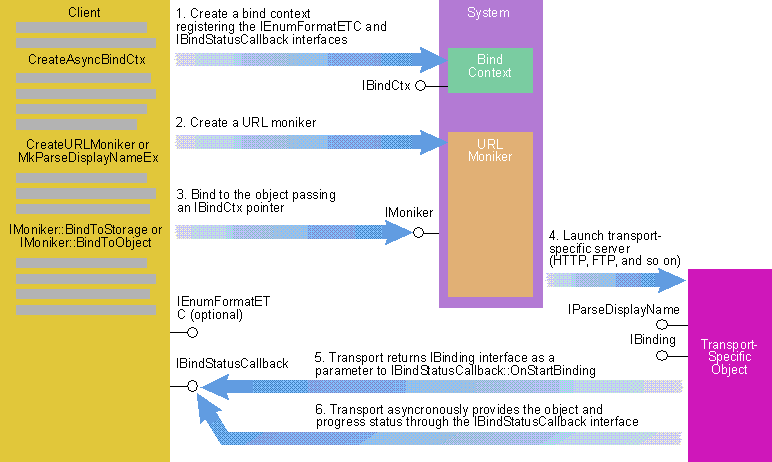 Client
CreateAsyncBindCtx
CreateURLMoniker or
MkParseDisplayNameEx
IMoniker::BindToStorage or
IMoniker::BindToObject
1. Create a bind context
registering the IEnumFormatETC and
IBindStatusCallback interfaces
System
Bind
Context
IBindCtx
2. Create a URL moniker
URL
Moniker
3. Bind to the object passing
an IBindCtx pointer
IMoniker
4. Launch transport-
specific server
(HTTP, FTP, and so on)
IEnumFormatET
C (optional)
IParseDisplayName
IBinding
Transport-
Specific
Object
IBindStatusCallback
5. Transport returns IBinding interface as a
parameter to IBindStatusCallback::OnStartBinding
6. Transport asyncronously provides the object and
progress status through the IBindStatusCallback interface